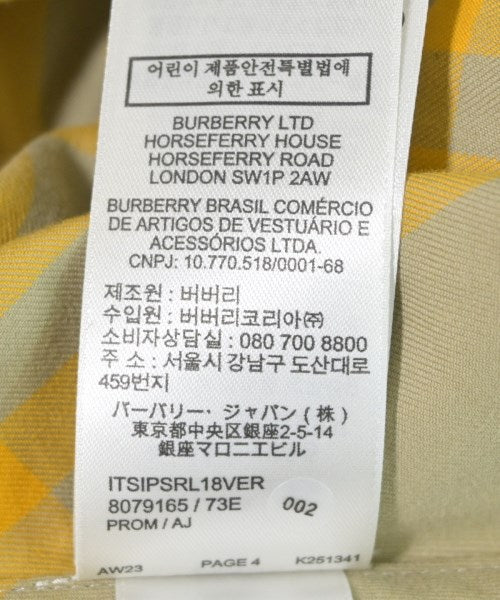 어린이 제품안전특별법에
의한 표시
BURBERRY LTD
HORSEFERRY HOUSE
HORSEFERRY ROAD
LONDON SW1P 2AW
BURBERRY BRASIL COMÉRCIO
DE ARTIGOS DE VESTUÁRIO E
ACESSÓRIOS LTDA.
CNPJ: 10.770.518/0001-68
제조원 : 버버리
수입원 : 버버리코리아㈜
소비자상담실 : 080 700 8800
주 소 : 서울시 강남구 도산대로
459번지
バーバリー・ジャパン (株)
東京都中央区銀座2-5-14
銀座マロニエビル
ITSIPSRL18VER
8079165 / 73E 002
PROM / AJ
AW23 PAGE 4 K251341